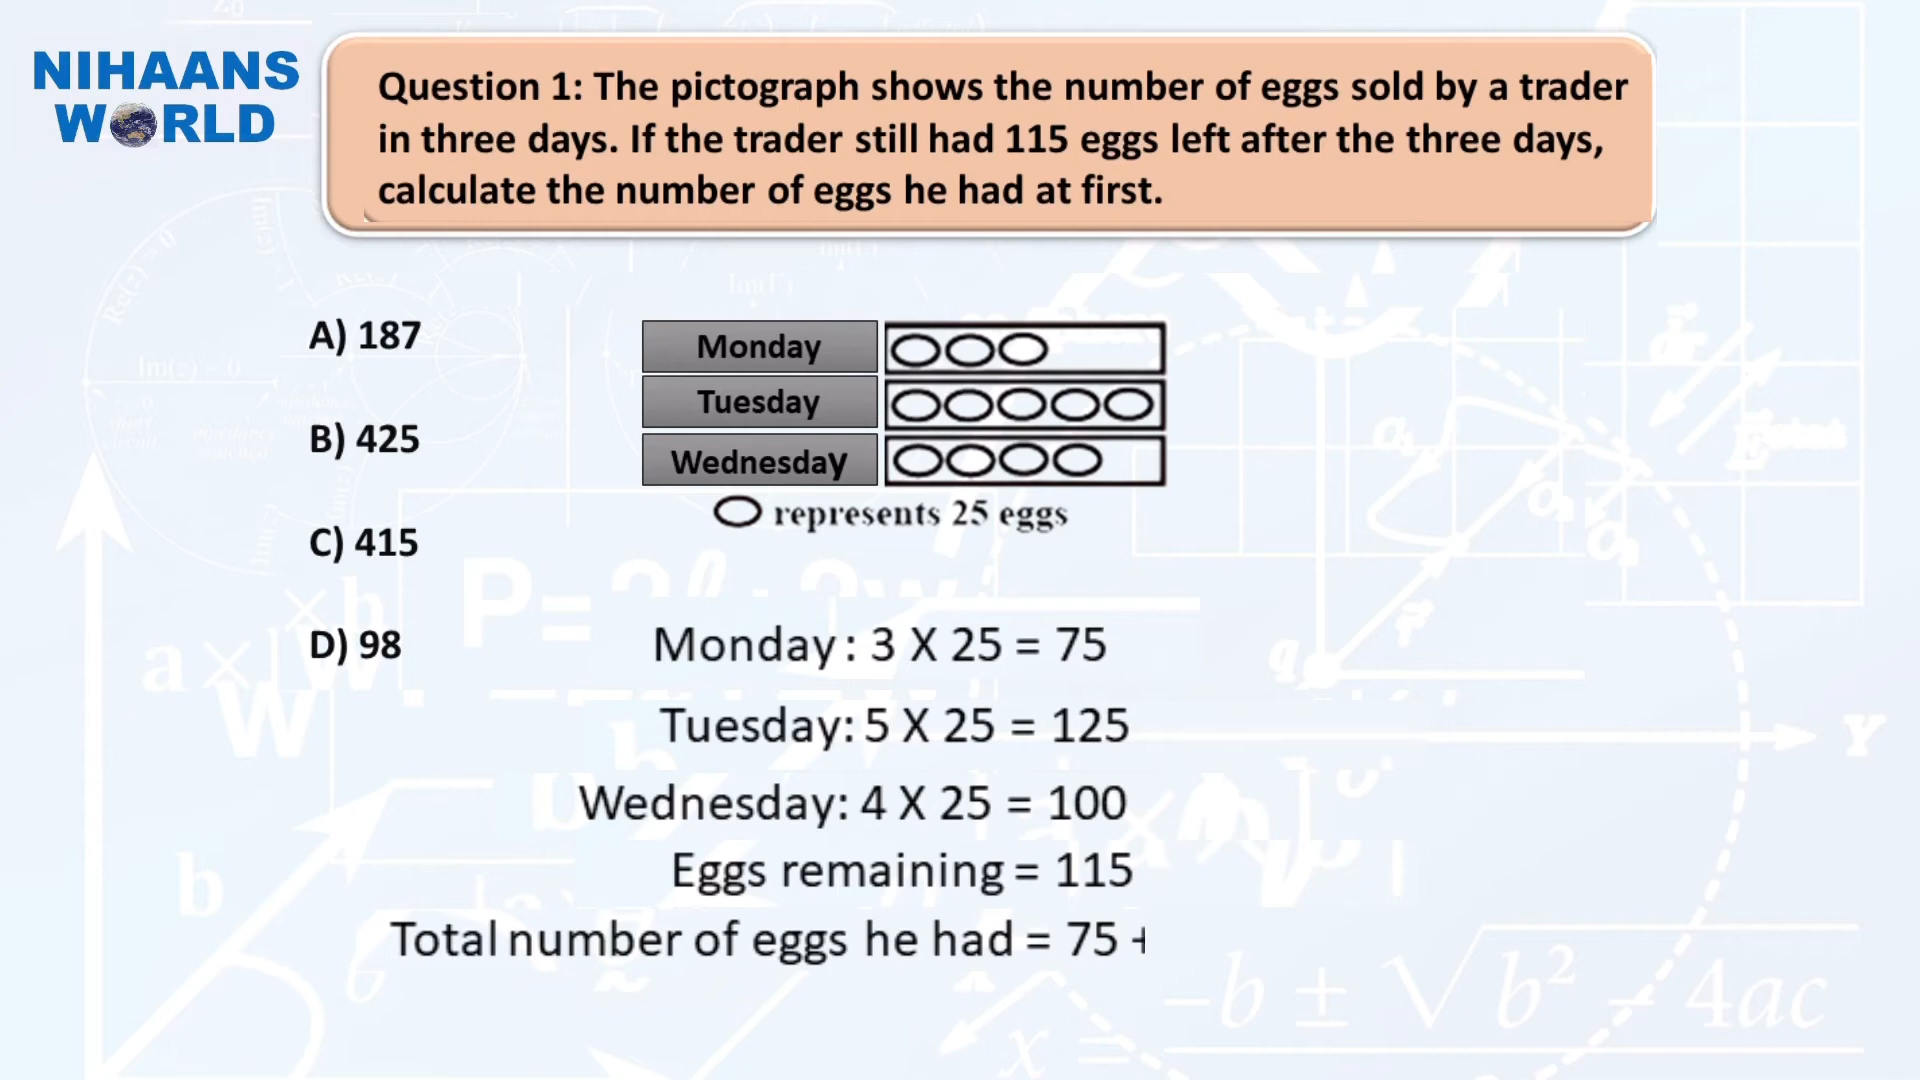 NIHAANS
WORLD
Question 1: The pictograph shows the number of eggs sold by a trader
in three days. If the trader still had 115 eggs left after the three days,
calculate the number of eggs he had at first.
A) 187
B) 425
C) 415
D) 98
Monday
Tuesday
Wednesday
represents 25 eggs
Monday : 3 X 25 = 75
Tuesday: 5 X 25 = 125
Wednesday: 4 X 25 = 100
Eggs remaining = 115
Total number of eggs he had = 75 +
a×b
b
θ
Y
−b ± √b² − 4ac
x =